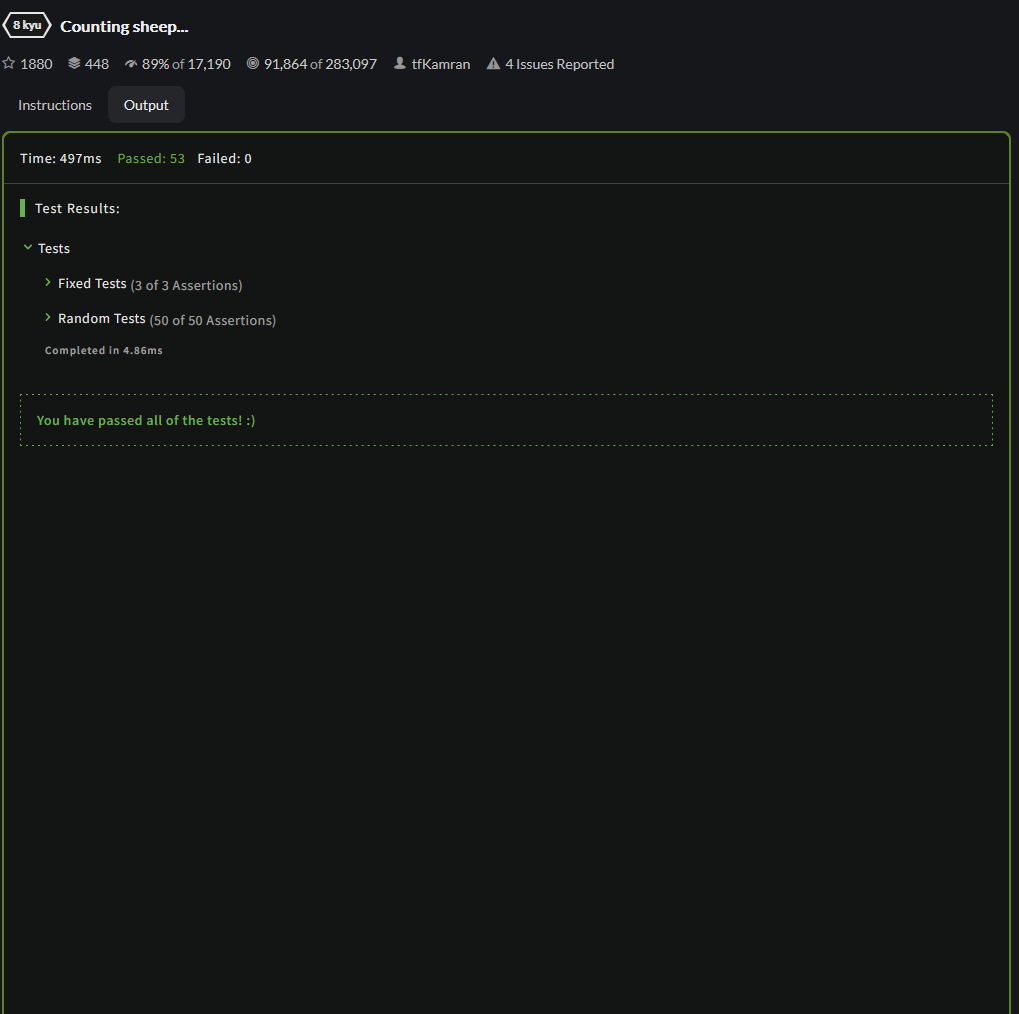 8 kyu Counting sheep...
1880 448 89% of 17,190 91,864 of 283,097 tfKamran 4 Issues Reported
Instructions Output
Time: 497ms Passed: 53 Failed: 0
Test Results:
Tests
Fixed Tests (3 of 3 Assertions)
Random Tests (50 of 50 Assertions)
Completed in 4.86ms
You have passed all of the tests! :)